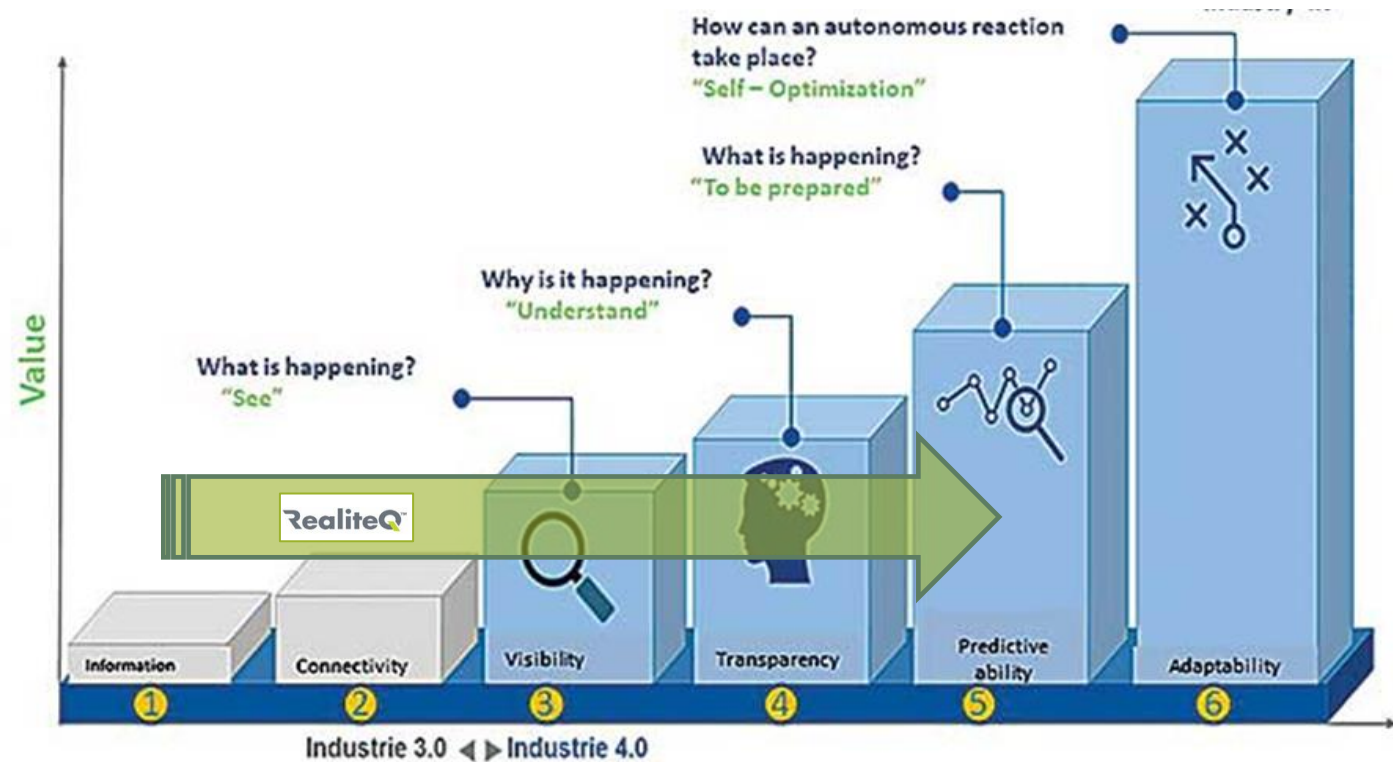 How can an autonomous reaction
take place?
“Self – Optimization”
What is happening?
“To be prepared”
Why is it happening?
“Understand”
What is happening?
“See”
Value
RealiteQ™
Information
Connectivity
Visibility
Transparency
Predictive
ability
Adaptability
1
2
3
4
5
6
Industrie 3.0 ◀ ▶ Industrie 4.0